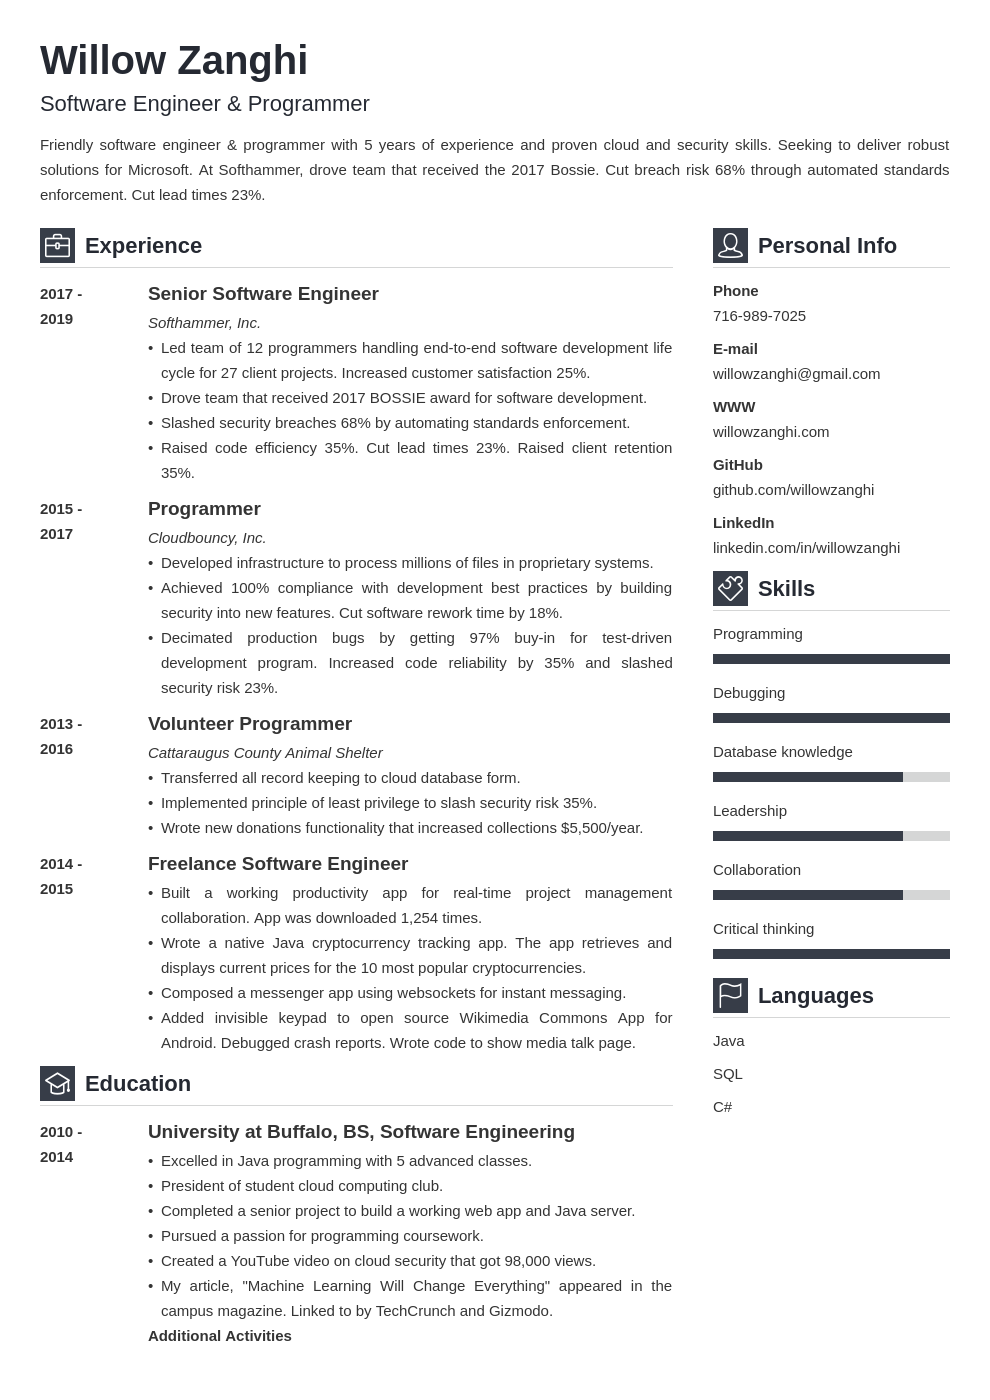 Willow Zanghi
Software Engineer & Programmer
Friendly software engineer & programmer with 5 years of experience and proven cloud and security skills. Seeking to deliver robust
solutions for Microsoft. At Softhammer, drove team that received the 2017 Bossie. Cut breach risk 68% through automated standards
enforcement. Cut lead times 23%.
Experience
2017 -
2019
Senior Software Engineer
Softhammer, Inc.
• Led team of 12 programmers handling end-to-end software development life
cycle for 27 client projects. Increased customer satisfaction 25%.
• Drove team that received 2017 BOSSIE award for software development.
• Slashed security breaches 68% by automating standards enforcement.
• Raised code efficiency 35%. Cut lead times 23%. Raised client retention
35%.
2015 -
2017
Programmer
Cloudbouncy, Inc.
• Developed infrastructure to process millions of files in proprietary systems.
• Achieved 100% compliance with development best practices by building
security into new features. Cut software rework time by 18%.
• Decimated production bugs by getting 97% buy-in for test-driven
development program. Increased code reliability by 35% and slashed
security risk 23%.
2013 -
2016
Volunteer Programmer
Cattaraugus County Animal Shelter
• Transferred all record keeping to cloud database form.
• Implemented principle of least privilege to slash security risk 35%.
• Wrote new donations functionality that increased collections $5,500/year.
2014 -
2015
Freelance Software Engineer
• Built a working productivity app for real-time project management
collaboration. App was downloaded 1,254 times.
• Wrote a native Java cryptocurrency tracking app. The app retrieves and
displays current prices for the 10 most popular cryptocurrencies.
• Composed a messenger app using websockets for instant messaging.
• Added invisible keypad to open source Wikimedia Commons App for
Android. Debugged crash reports. Wrote code to show media talk page.
Education
2010 -
2014
University at Buffalo, BS, Software Engineering
• Excelled in Java programming with 5 advanced classes.
• President of student cloud computing club.
• Completed a senior project to build a working web app and Java server.
• Pursued a passion for programming coursework.
• Created a YouTube video on cloud security that got 98,000 views.
• My article, "Machine Learning Will Change Everything" appeared in the
campus magazine. Linked to by TechCrunch and Gizmodo.
Additional Activities
Personal Info
Phone
716-989-7025
E-mail
willowzanghi@gmail.com
WWW
willowzanghi.com
GitHub
github.com/willowzanghi
LinkedIn
linkedin.com/in/willowzanghi
Skills
Programming
Debugging
Database knowledge
Leadership
Collaboration
Critical thinking
Languages
Java
SQL
C#